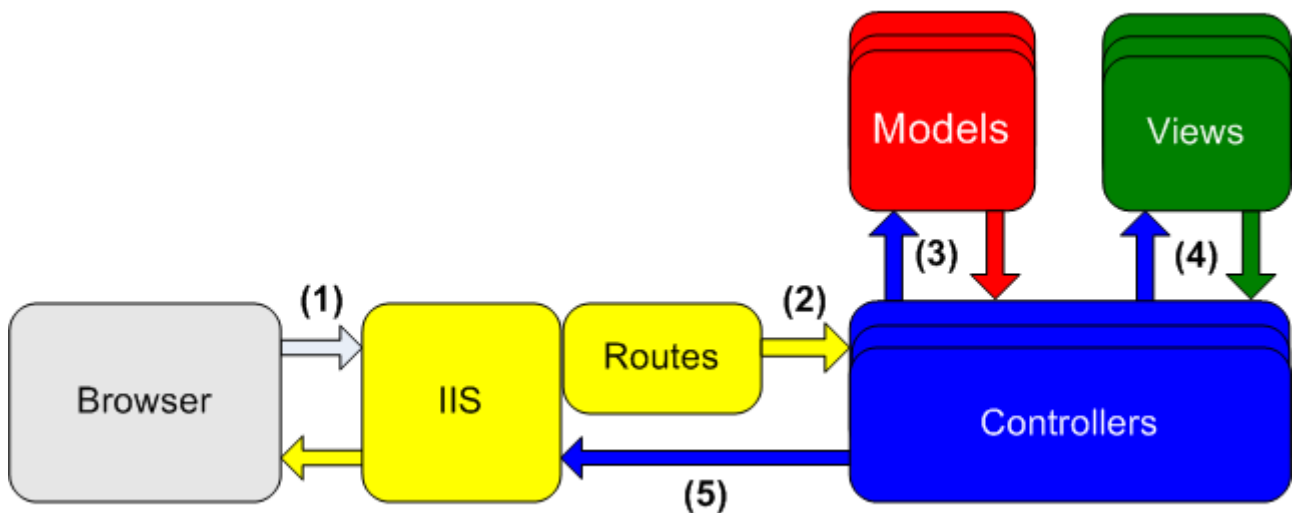 Models
Views
(3)
(4)
(1)
(2)
Browser
IIS
Routes
Controllers
(5)